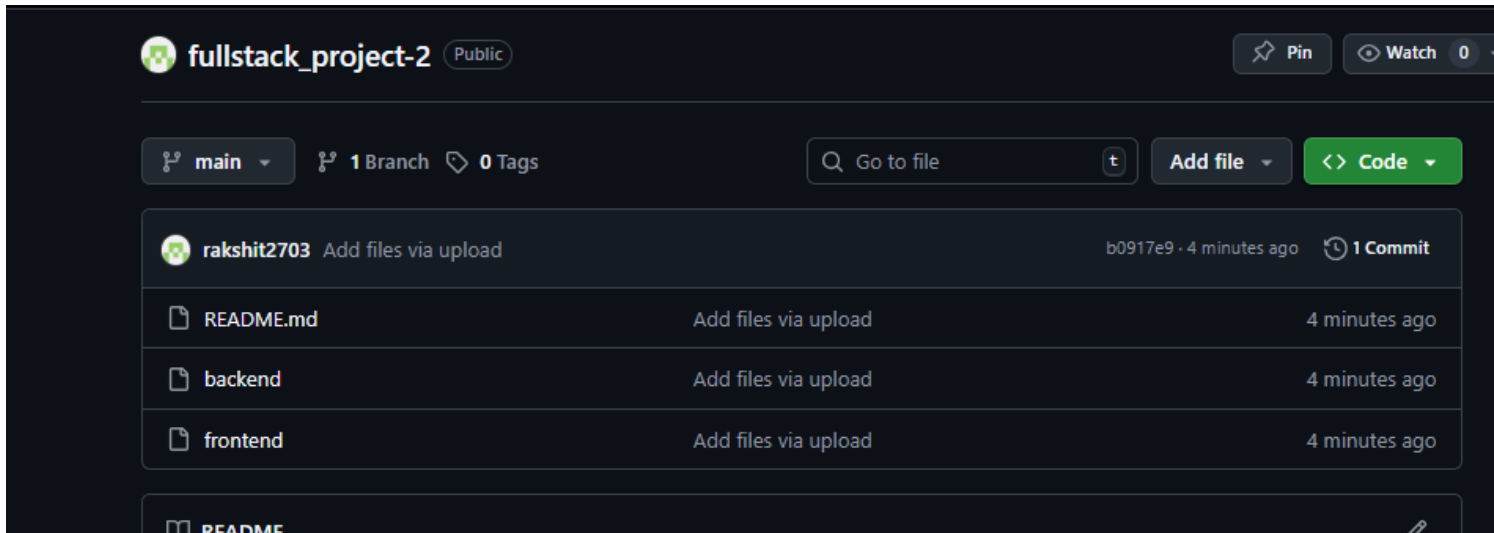 fullstack_project-2 Public Pin Watch 0
main 1 Branch 0 Tags Go to file t Add file <> Code
rakshit2703 Add files via upload b0917e9 · 4 minutes ago 1 Commit
README.md Add files via upload 4 minutes ago
backend Add files via upload 4 minutes ago
frontend Add files via upload 4 minutes ago
README